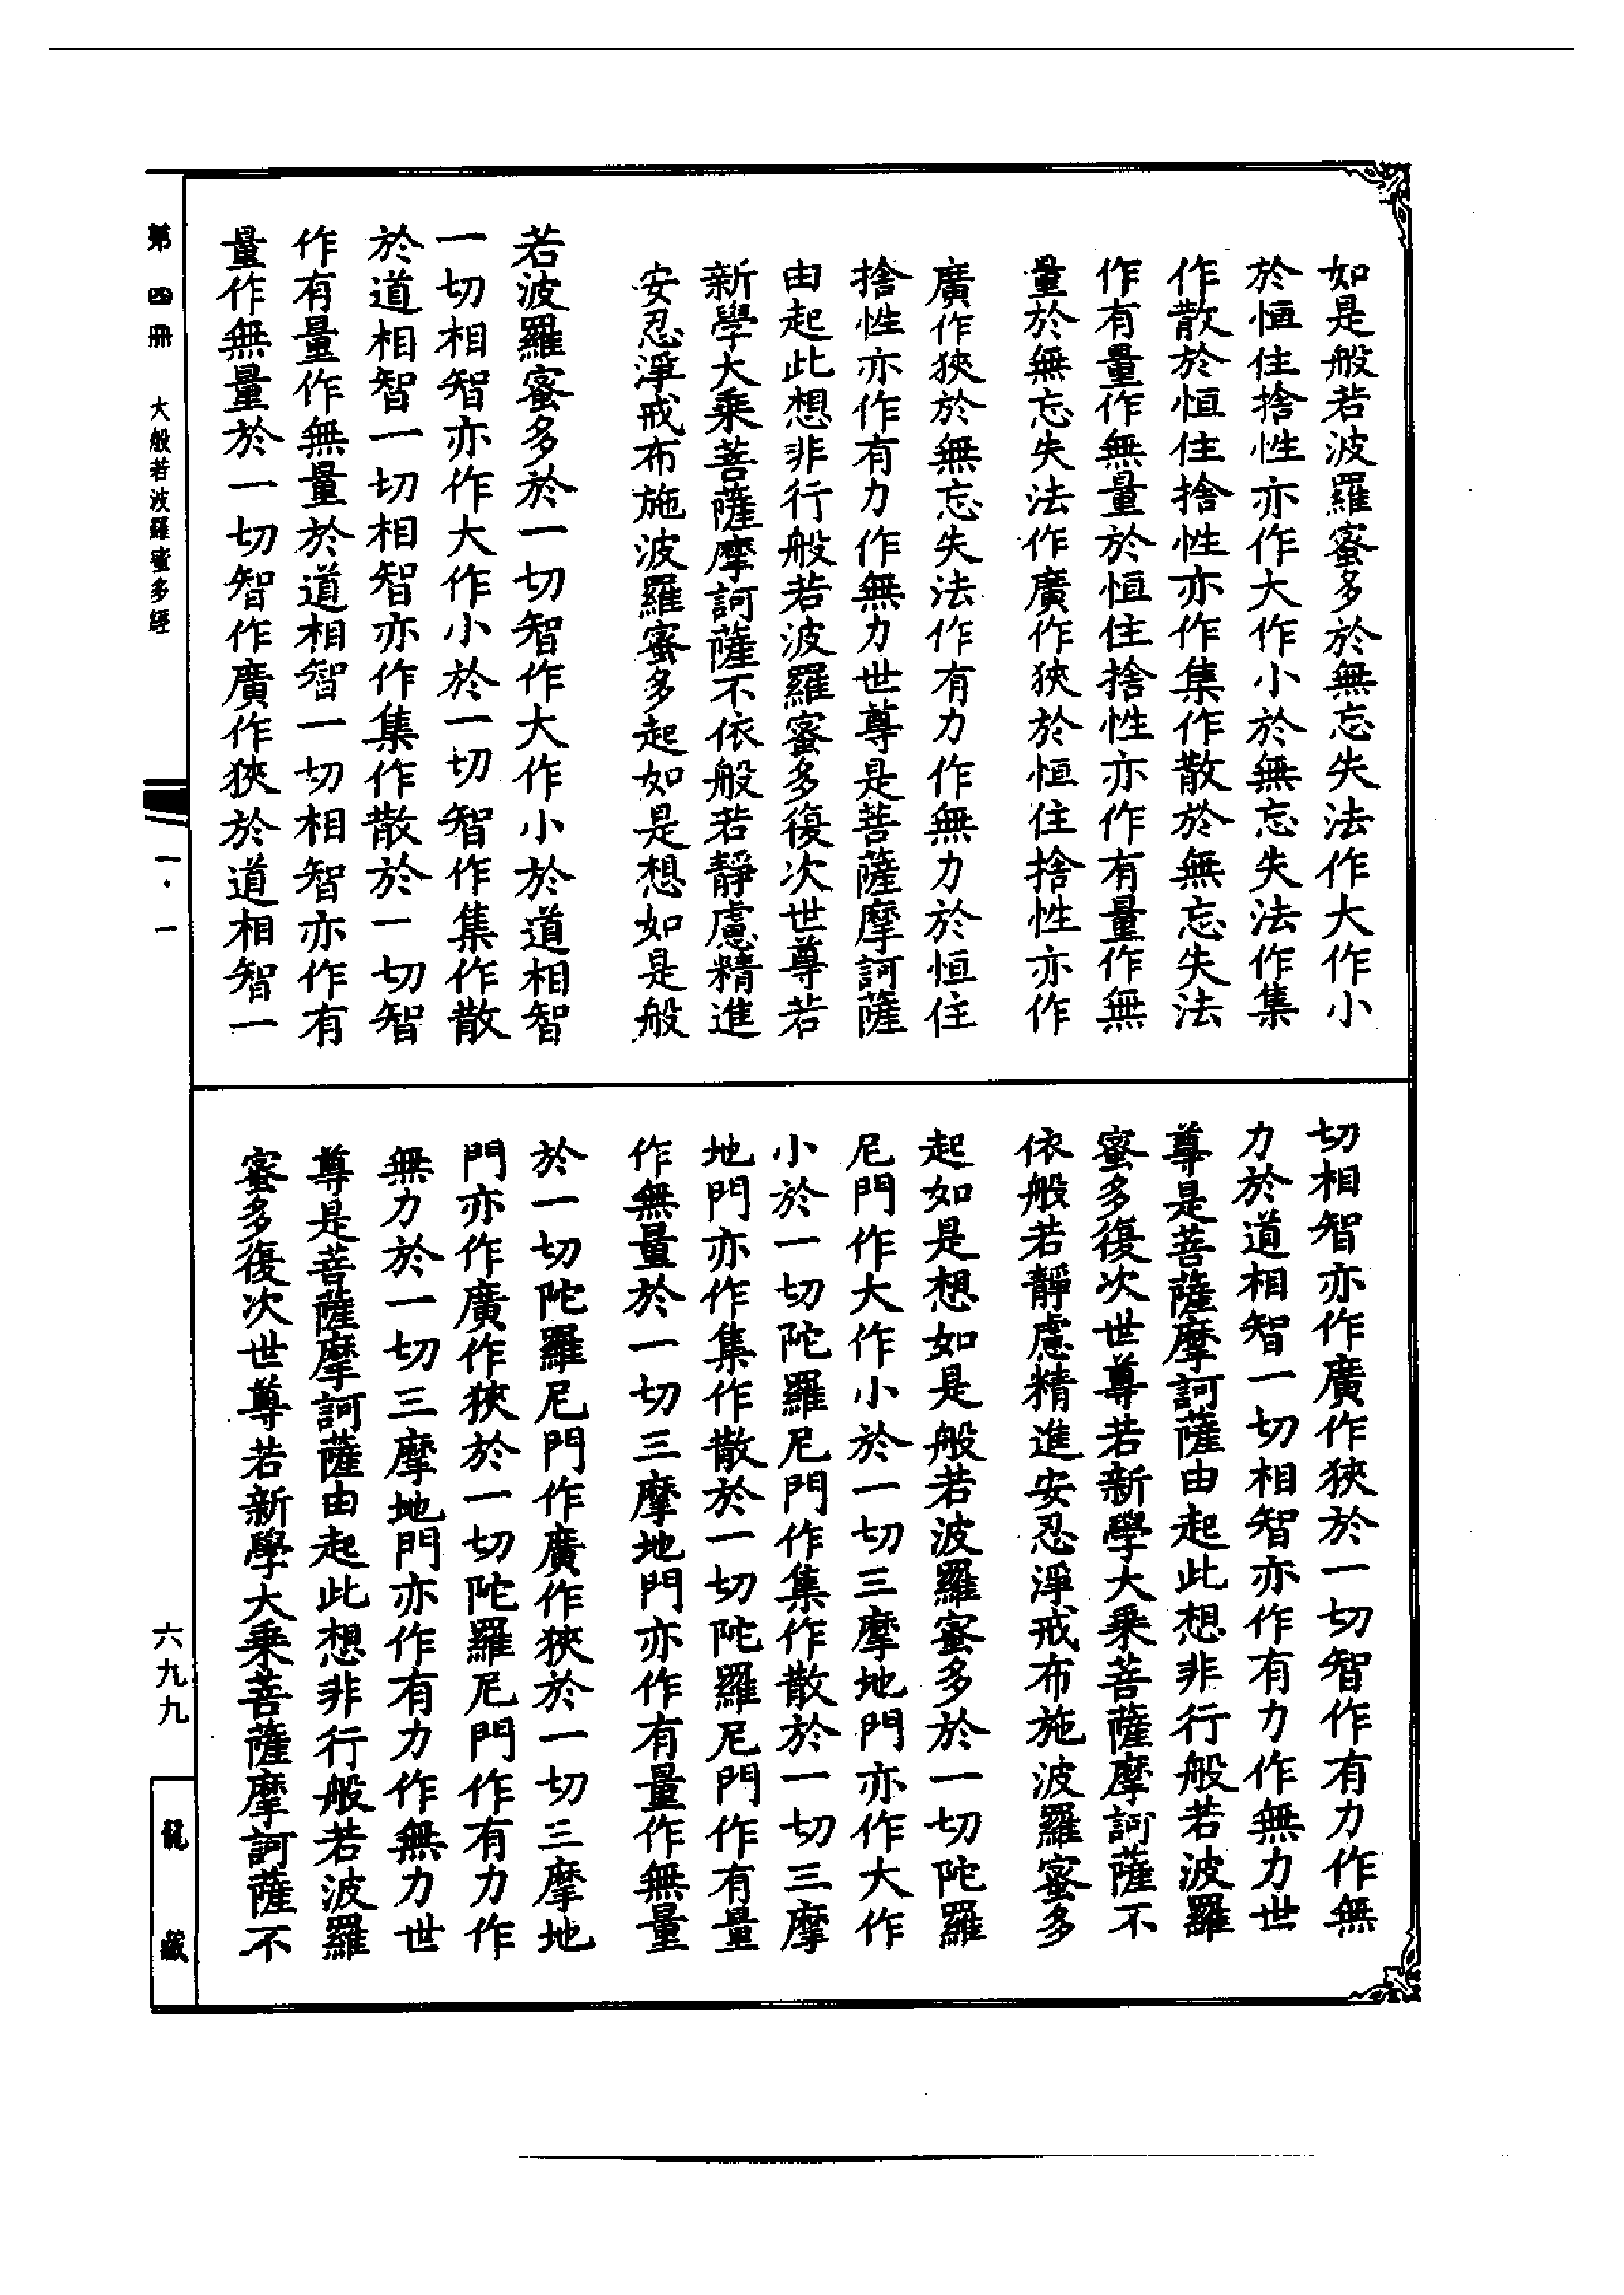 如是般若波羅蜜多於無忘失法作大作小
於恒住捨性亦作大作小於無忘失法作集
作散於恒住捨性亦作集作散於無忘失法
作有量作無量於恒住捨性亦作有量作無
量於無忘失法作廣作狹於恒住捨性亦作
廣作狹於無忘失法作有力作無力於恒住
捨性亦作有力作無力世尊是菩薩摩訶薩
由起此想非行般若波羅蜜多復次世尊若
新學大乘菩薩摩訶薩不依般若靜慮精進
安忍淨戒布施波羅蜜多起如是想如是般
若波羅蜜多於一切智作大作小於道相智
一切相智亦作大作小於一切智作集作散
於道相智一切相智亦作集作散於一切智
作有量作無量於道相智一切相智亦作有
量作無量於一切智作廣作狹於道相智一
切相智亦作廣作狹於一切智作有力作無
力於道相智一切相智亦作有力作無力世
尊是菩薩摩訶薩由起此想非行般若波羅
蜜多復次世尊若新學大乘菩薩摩訶薩不
依般若靜慮精進安忍淨戒布施波羅蜜多
起如是想如是般若波羅蜜多於一切陀羅
尼門作大作小於一切三摩地門亦作大作
小於一切陀羅尼門作集作散於一切三摩
地門亦作集作散於一切陀羅尼門作有量
作無量於一切三摩地門亦作有量作無量
於一切陀羅尼門作廣作狹於一切三摩地
門亦作廣作狹於一切陀羅尼門作有力作
無力於一切三摩地門亦作有力作無力世
尊是菩薩摩訶薩由起此想非行般若波羅
蜜多復次世尊若新學大乘菩薩摩訶薩不
第四冊 大般若波羅蜜多經 一·一 六九九 龍藏